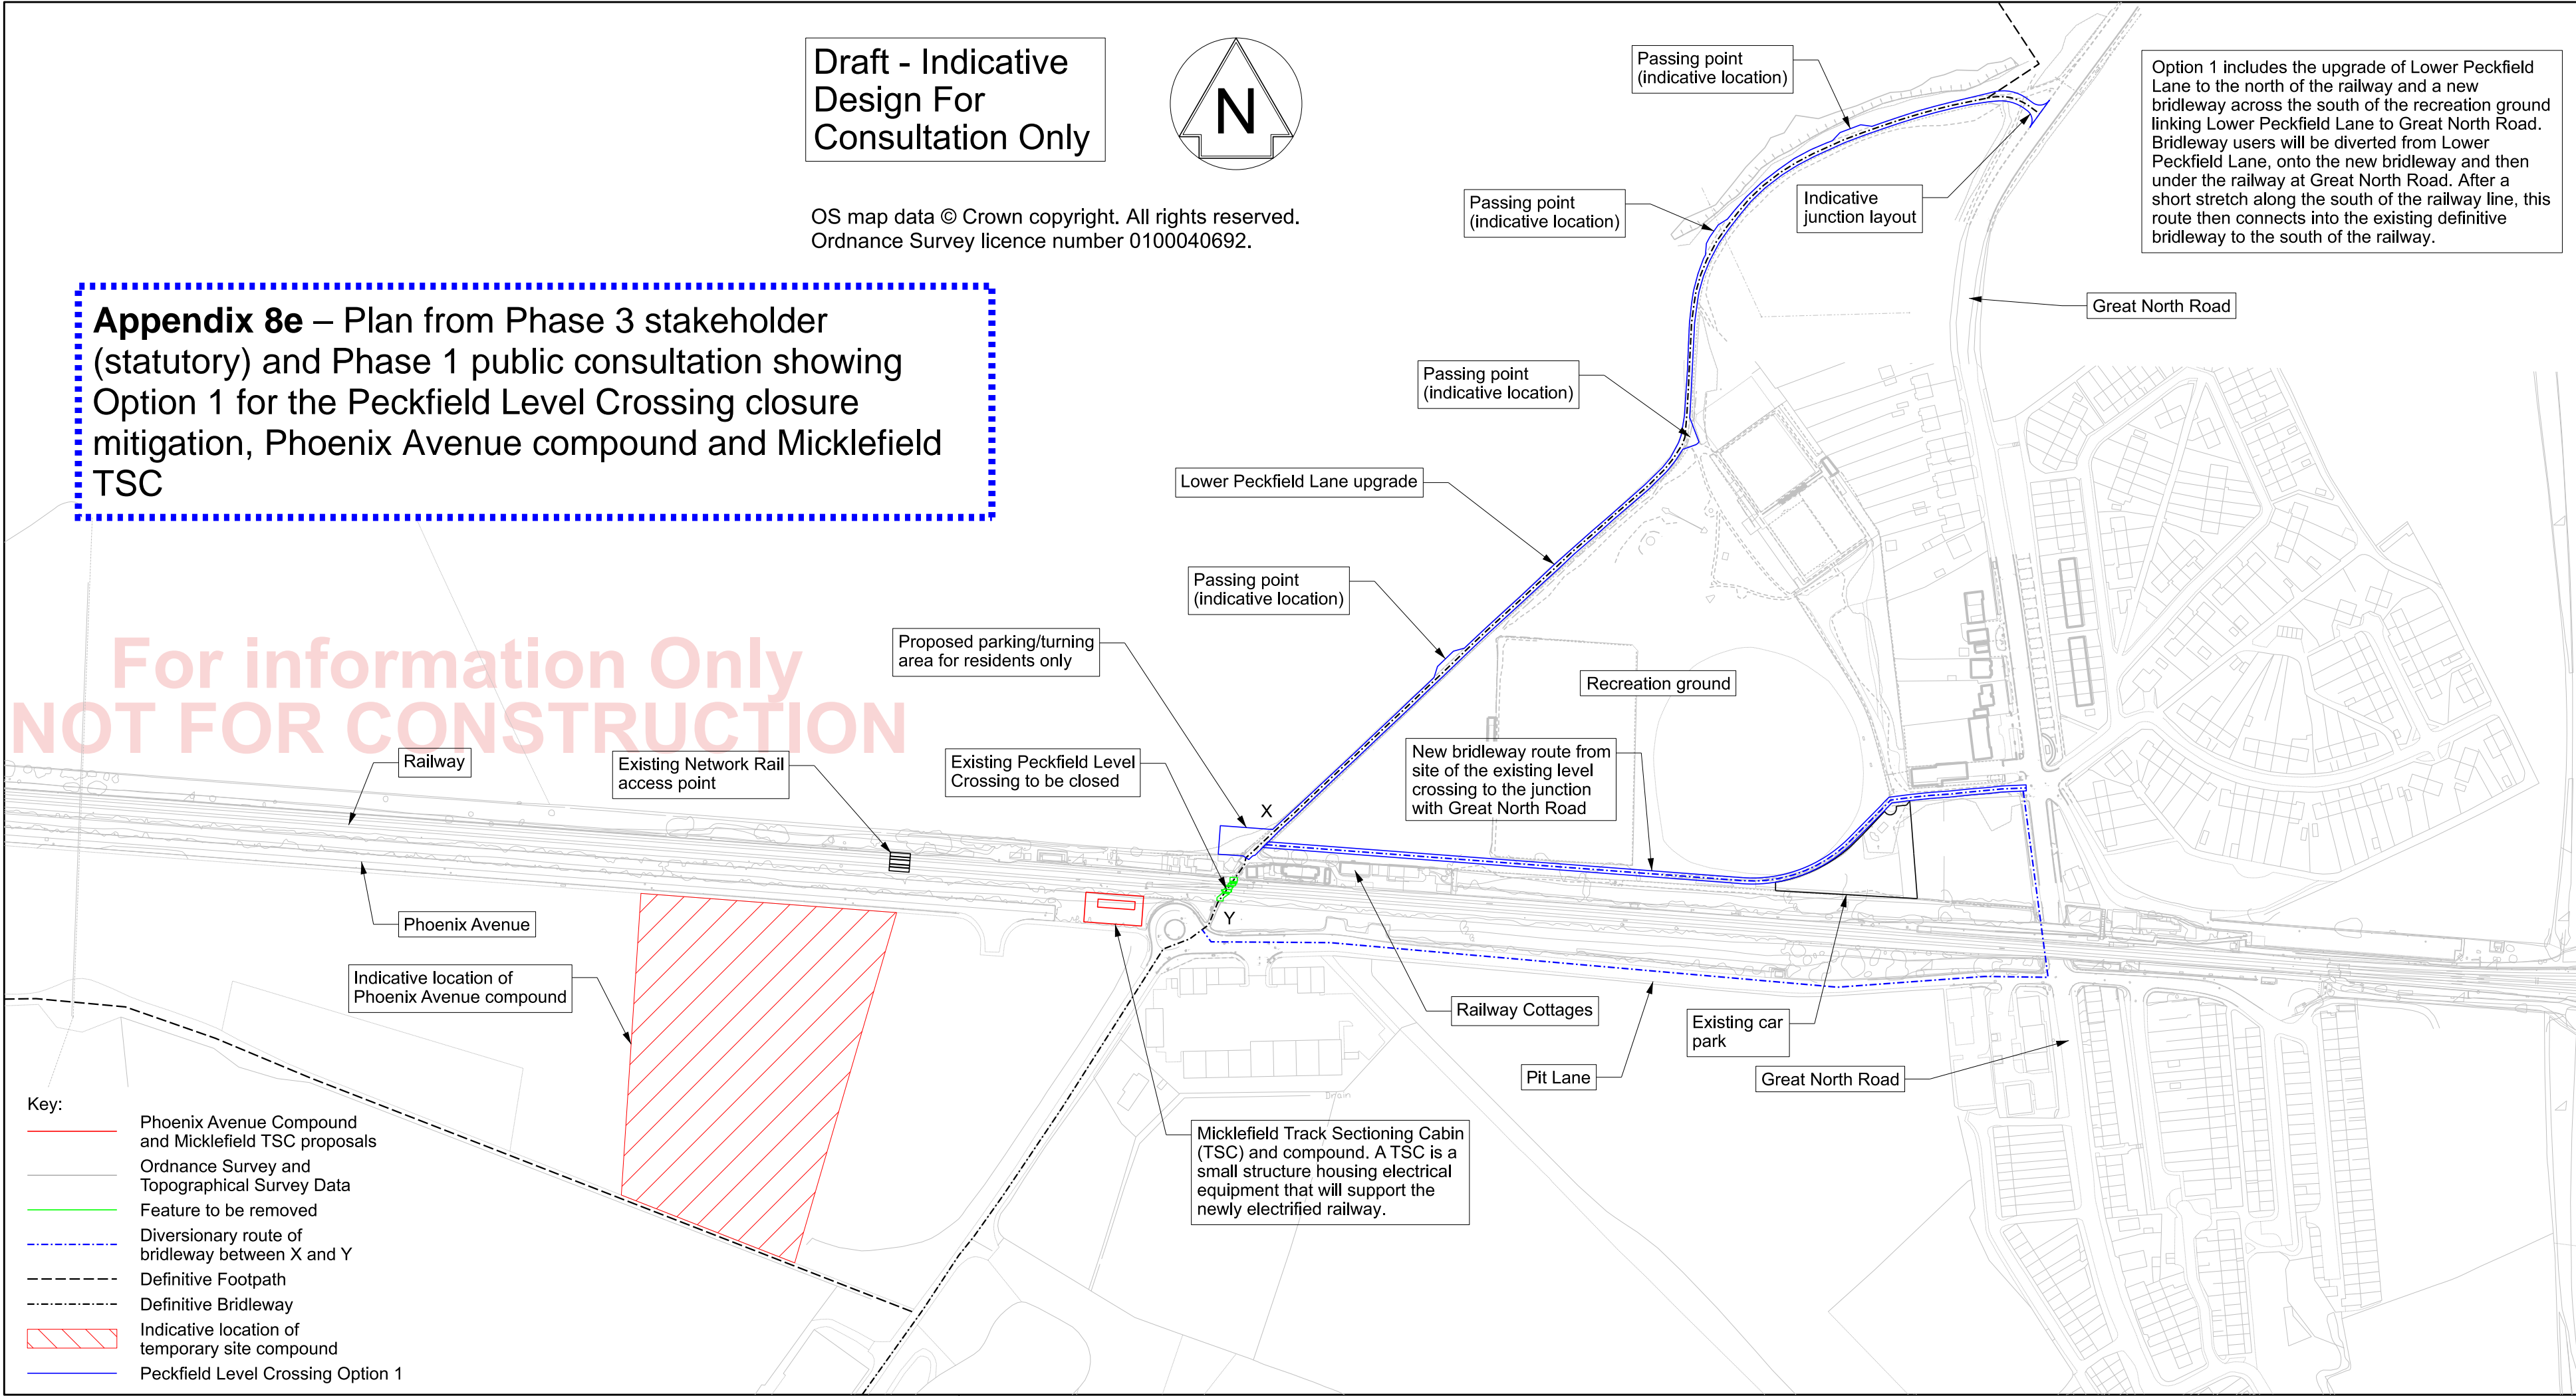 Draft - Indicative
Design For
Consultation Only
N
OS map data © Crown copyright. All rights reserved.
Ordnance Survey licence number 0100040692.
Option 1 includes the upgrade of Lower Peckfield
Lane to the north of the railway and a new
bridleway across the south of the recreation ground
linking Lower Peckfield Lane to Great North Road.
Bridleway users will be diverted from Lower
Peckfield Lane, onto the new bridleway and then
under the railway at Great North Road. After a
short stretch along the south of the railway line, this
route then connects into the existing definitive
bridleway to the south of the railway.
Appendix 8e – Plan from Phase 3 stakeholder
(statutory) and Phase 1 public consultation showing
Option 1 for the Peckfield Level Crossing closure
mitigation, Phoenix Avenue compound and Micklefield
TSC
Passing point
(indicative location)
Passing point
(indicative location)
Indicative
junction layout
Great North Road
Passing point
(indicative location)
Lower Peckfield Lane upgrade
Passing point
(indicative location)
For information Only
NOT FOR CONSTRUCTION
Proposed parking/turning
area for residents only
Recreation ground
Railway
Existing Network Rail
access point
Existing Peckfield Level
Crossing to be closed
New bridleway route from
site of the existing level
crossing to the junction
with Great North Road
X
Y
Phoenix Avenue
Indicative location of
Phoenix Avenue compound
Railway Cottages
Existing car
park
Pit Lane
Great North Road
Drain
Micklefield Track Sectioning Cabin
(TSC) and compound. A TSC is a
small structure housing electrical
equipment that will support the
newly electrified railway.
Key:
Phoenix Avenue Compound
and Micklefield TSC proposals
Ordnance Survey and
Topographical Survey Data
Feature to be removed
Diversionary route of
bridleway between X and Y
Definitive Footpath
Definitive Bridleway
Indicative location of
temporary site compound
Peckfield Level Crossing Option 1